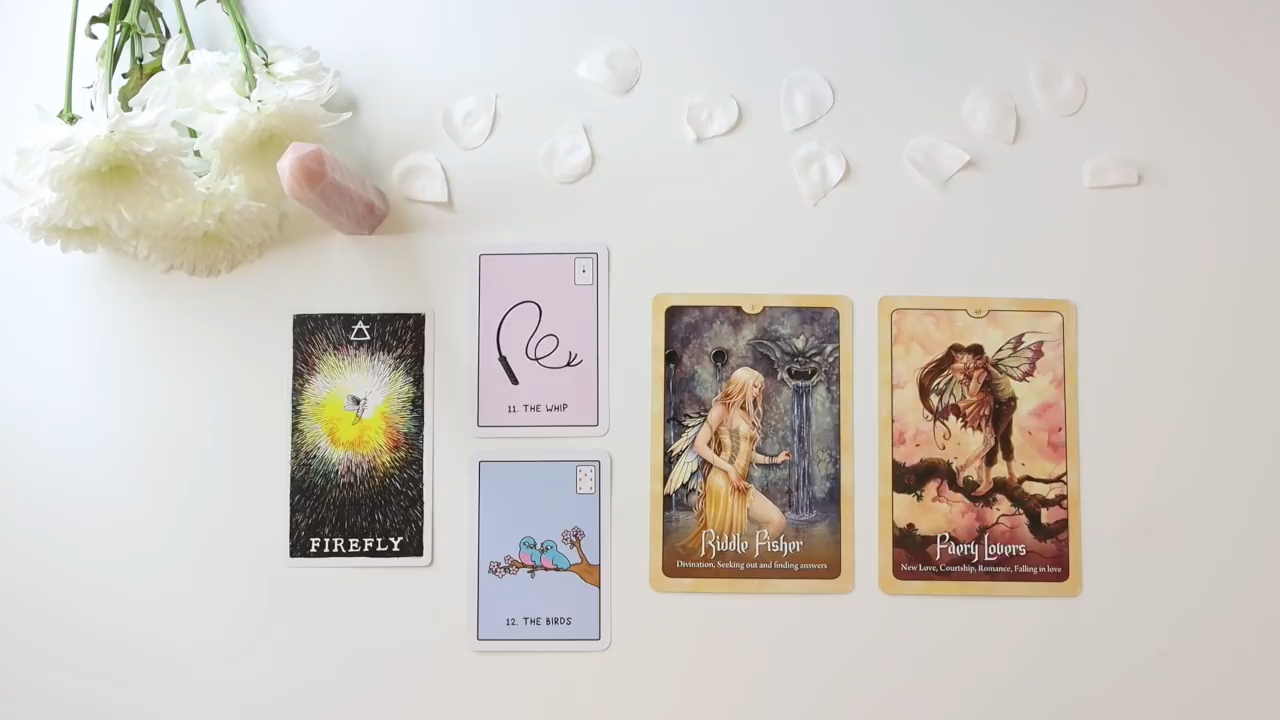 FIREFLY
11. THE WHIP
12. THE BIRDS
Riddle Fisher
Divination, Seeking out and finding answers
48
Faery Lovers
New Love, Courtship, Romance, Falling in love